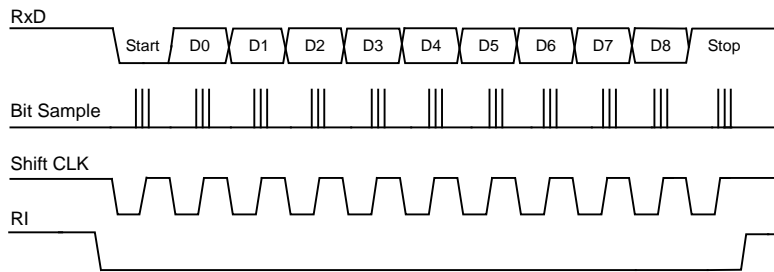 RxD
Start D0 D1 D2 D3 D4 D5 D6 D7 D8 Stop
Bit Sample
Shift CLK
RI